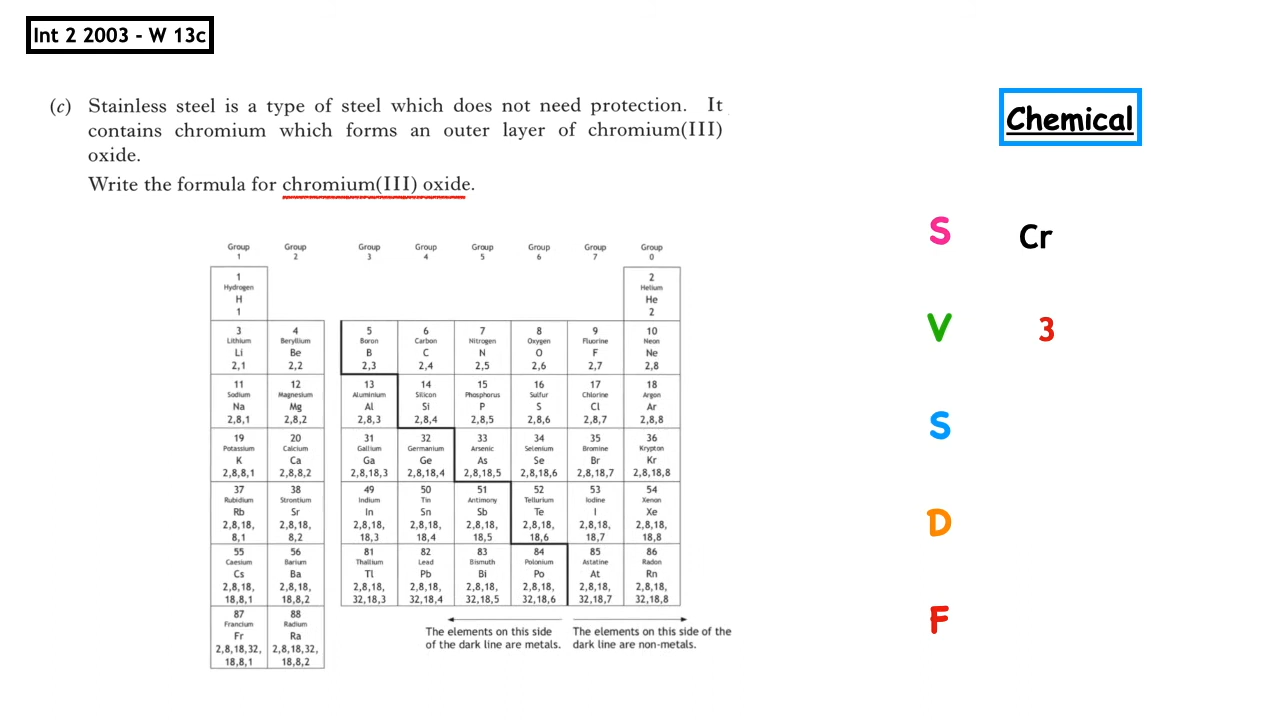 Int 2 2003 - W 13c
(c) Stainless steel is a type of steel which does not need protection. It
contains chromium which forms an outer layer of chromium(III)
oxide.
Write the formula for chromium(III) oxide.
Chemical
S Cr
V 3
S
D
F
Group Group Group Group Group Group Group Group
1 2 3 4 5 6 7 0
1 2
Hydrogen Helium
H He
1 2
3 4 5 6 7 8 9 10
Lithium Beryllium Boron Carbon Nitrogen Oxygen Fluorine Neon
Li Be B C N O F Ne
2,1 2,2 2,3 2,4 2,5 2,6 2,7 2,8
11 12 13 14 15 16 17 18
Sodium Magnesium Aluminium Silicon Phosphorus Sulfur Chlorine Argon
Na Mg Al Si P S Cl Ar
2,8,1 2,8,2 2,8,3 2,8,4 2,8,5 2,8,6 2,8,7 2,8,8
19 20 31 32 33 34 35 36
Potassium Calcium Gallium Germanium Arsenic Selenium Bromine Krypton
K Ca Ga Ge As Se Br Kr
2,8,8,1 2,8,8,2 2,8,18,3 2,8,18,4 2,8,18,5 2,8,18,6 2,8,18,7 2,8,18,8
37 38 49 50 51 52 53 54
Rubidium Strontium Indium Tin Antimony Tellurium Iodine Xenon
Rb Sr In Sn Sb Te I Xe
2,8,18, 2,8,18, 2,8,18, 2,8,18, 2,8,18, 2,8,18, 2,8,18, 2,8,18,
8,1 8,2 18,3 18,4 18,5 18,6 18,7 18,8
55 56 81 82 83 84 85 86
Caesium Barium Thallium Lead Bismuth Polonium Astatine Radon
Cs Ba Tl Pb Bi Po At Rn
2,8,18, 2,8,18, 2,8,18, 2,8,18, 2,8,18, 2,8,18, 2,8,18, 2,8,18,
18,8,1 18,8,2 32,18,3 32,18,4 32,18,5 32,18,6 32,18,7 32,18,8
87 88
Francium Radium
Fr Ra
2,8,18,32, 2,8,18,32,
18,8,1 18,8,2
The elements on this side
of the dark line are metals.
The elements on this side of the
dark line are non-metals.